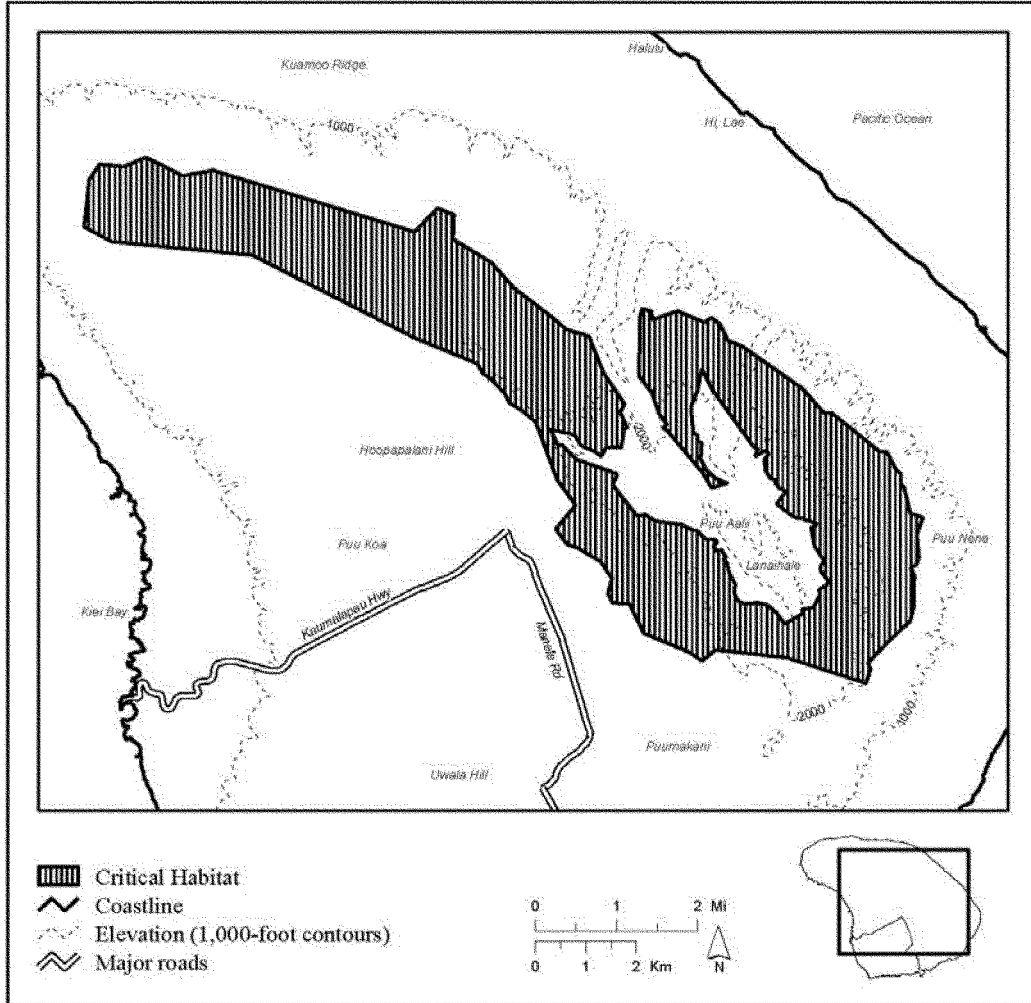 Halulu
Kuamoo Ridge
Pacific Ocean
Hi, Lae
1000
2000
Hoopapalani Hill
Puu Aalii
Puu Nene
Puu Koa
Lanaihale
Kaumalapau Hwy
Kiei Bay
Manele Rd
2000
1000
Puumakani
Uwala Hill
Critical Habitat
Coastline
Elevation (1,000-foot contours)
Major roads
0 1 2 Mi
0 1 2 Km
N